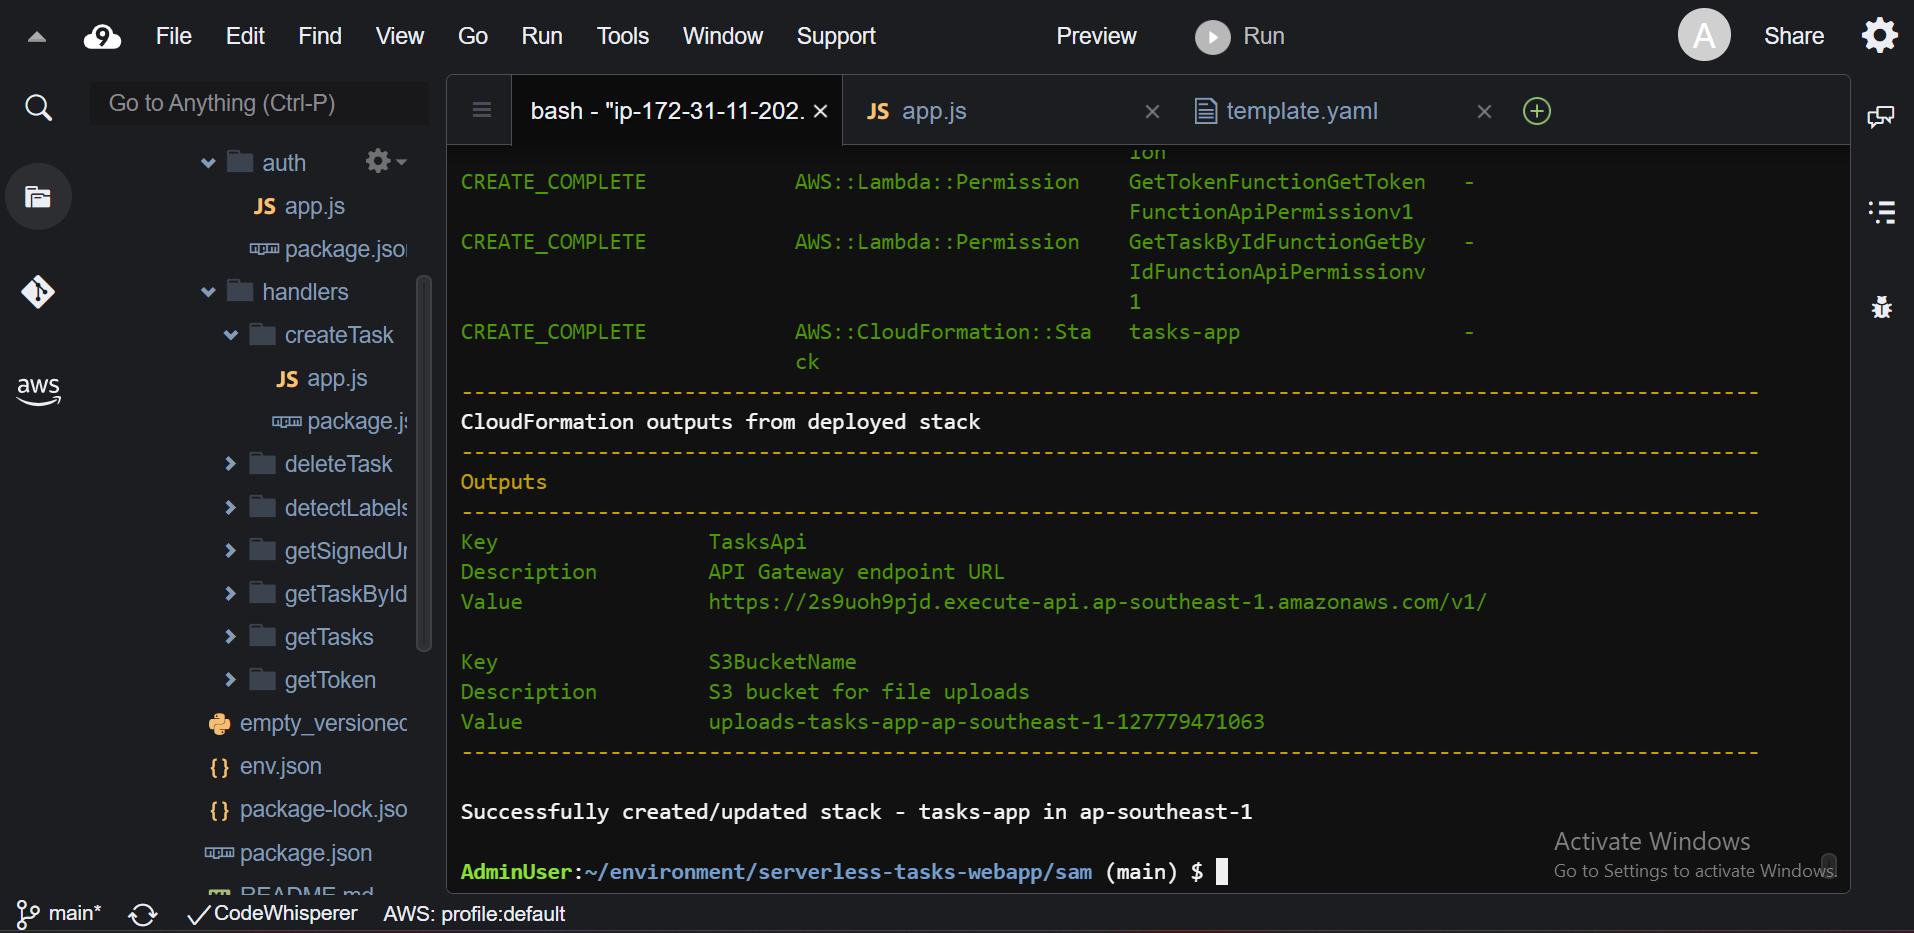 9 File Edit Find View Go Run Tools Window Support Preview Run A Share
Go to Anything (Ctrl-P)
bash - "ip-172-31-11-202. JS app.js template.yaml
auth
JS app.js
package.json
handlers
createTask
JS app.js
package.js
deleteTask
detectLabels
getSignedUr
getTaskById
getTasks
getToken
empty_versioned
{} env.json
{} package-lock.jso
package.json
README.md
aws
ion
CREATE_COMPLETE AWS::Lambda::Permission GetTokenFunctionGetToken -
FunctionApiPermissionv1
CREATE_COMPLETE AWS::Lambda::Permission GetTaskByIdFunctionGetBy -
IdFunctionApiPermissionv
1
CREATE_COMPLETE AWS::CloudFormation::Sta tasks-app -
ck
CloudFormation outputs from deployed stack
Outputs
Key TasksApi
Description API Gateway endpoint URL
Value https://2s9uoh9pjd.execute-api.ap-southeast-1.amazonaws.com/v1/
Key S3BucketName
Description S3 bucket for file uploads
Value uploads-tasks-app-ap-southeast-1-127779471063
Successfully created/updated stack - tasks-app in ap-southeast-1
AdminUser:~/environment/serverless-tasks-webapp/sam (main) $
Activate Windows
Go to Settings to activate Windows.
main* CodeWhisperer AWS: profile:default